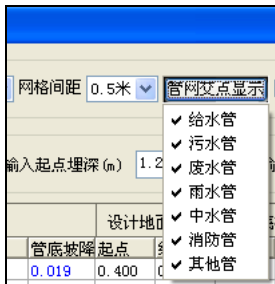 网格间距 0.5米 管网交点显示
给水管
污水管
废水管
雨水管
中水管
消防管
其他管
输入起点埋深(m) 1.2
设计地
管底坡降 起点
0.019 0.400